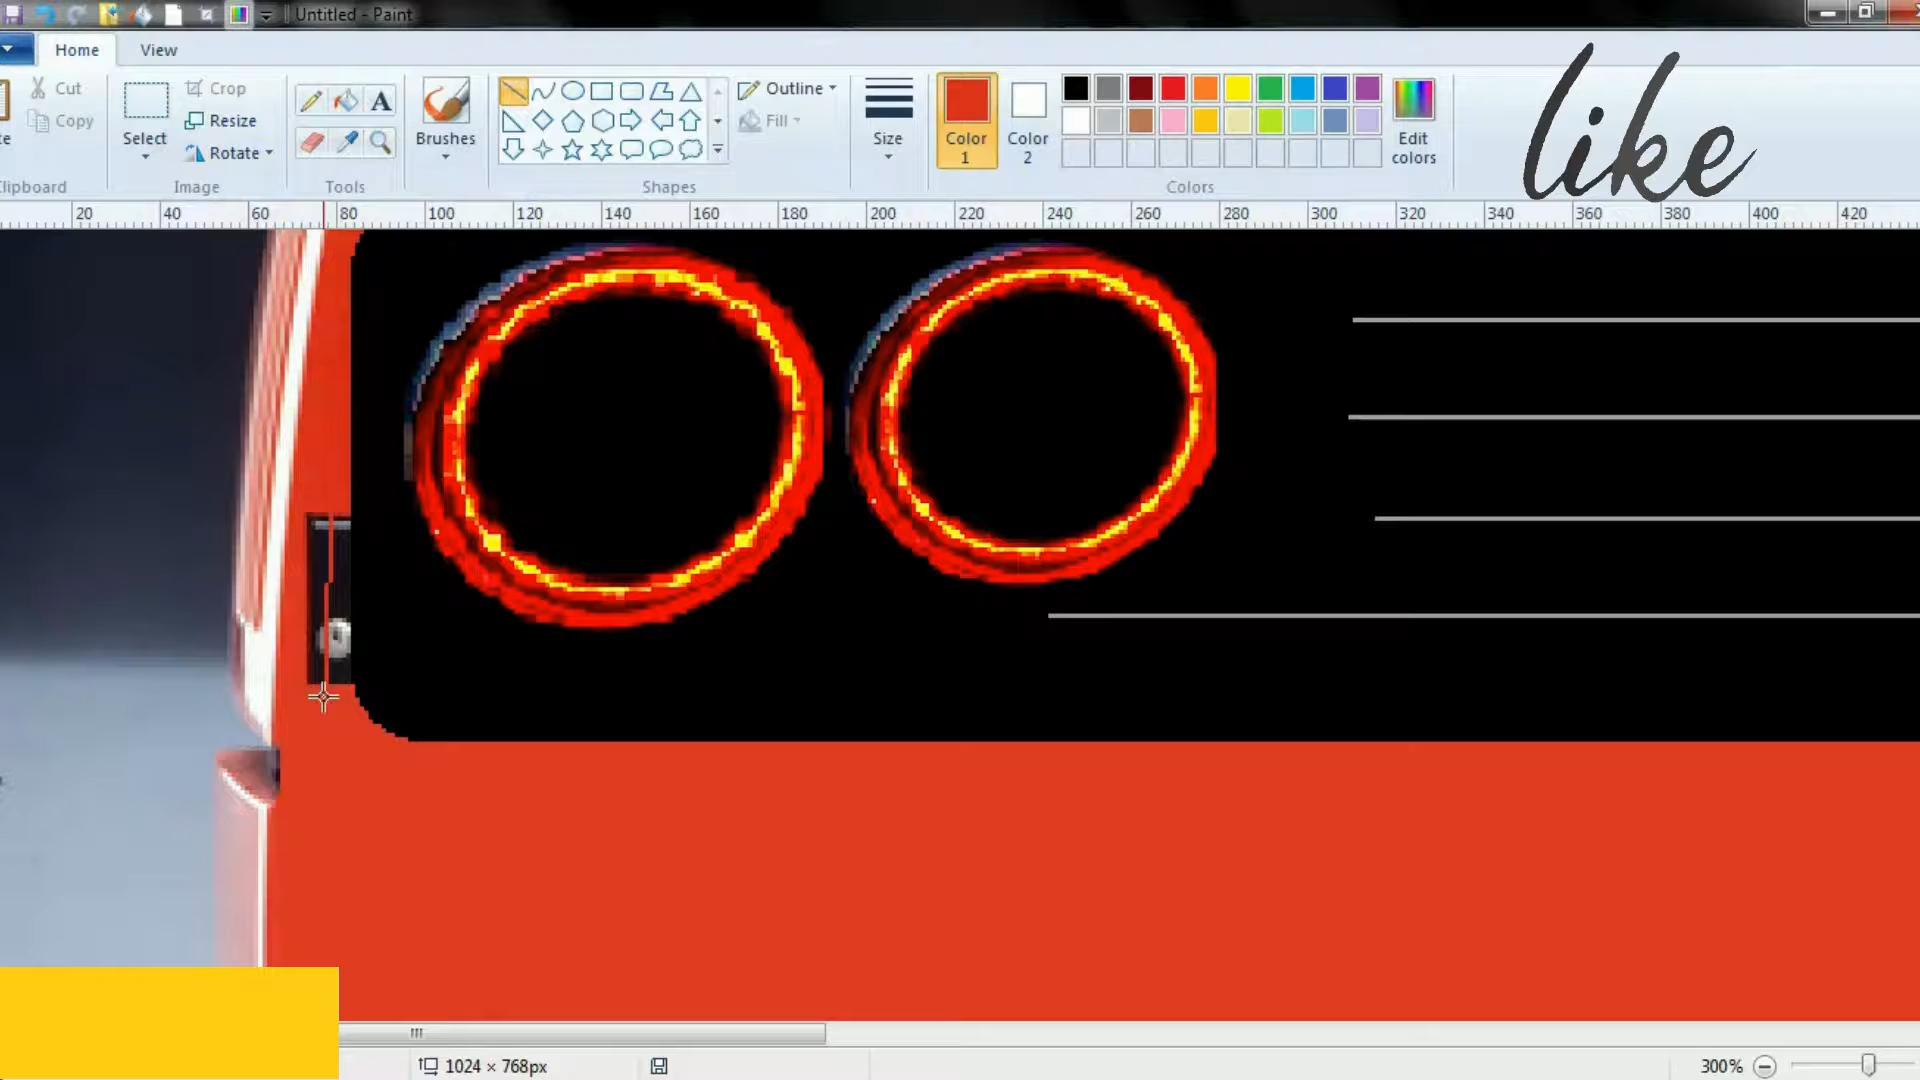 Untitled - Paint
Home View
Cut
Copy
Select
Crop
Resize
Rotate
A
Brushes
Outline
Fill
Size
Color 1
Color 2
Edit colors
like
Image
Tools
Shapes
Colors
20 40 60 80 100 120 140 160 180 200 220 240 260 280 300 320 340 360 380 400 420
1024 × 768px
300%